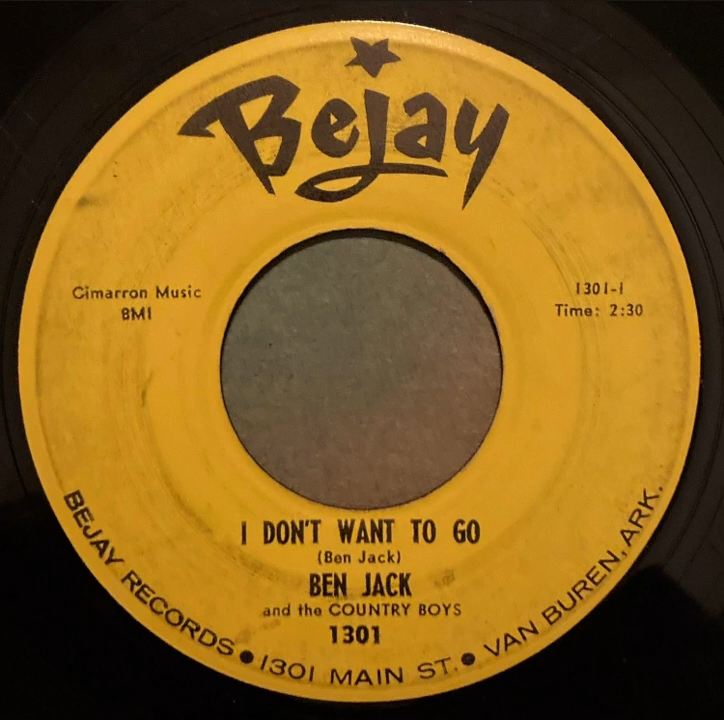 Bejay
Cimarron Music
BMI
1301-1
Time: 2:30
I DON'T WANT TO GO
(Ben Jack)
BEN JACK
and the COUNTRY BOYS
1301
BEJAY RECORDS • 1301 MAIN ST. • VAN BUREN, ARK.